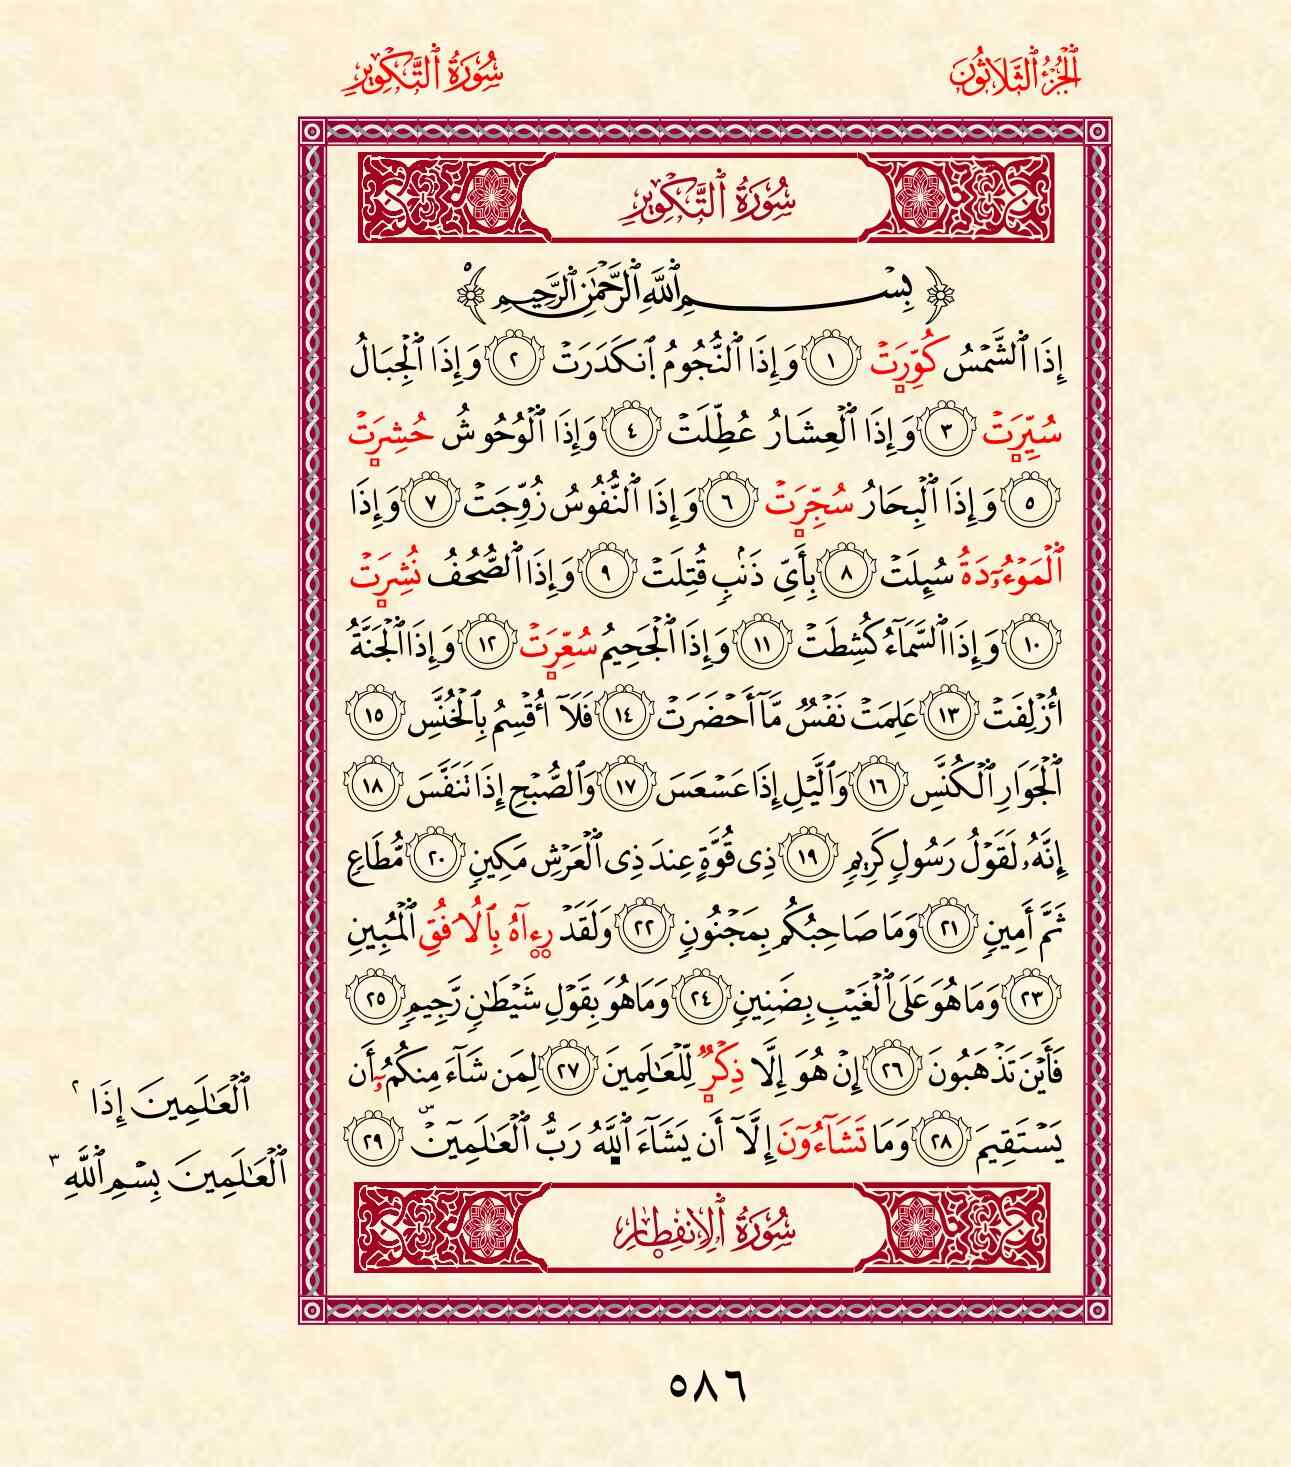 الْجُزْءُ الثَّلَاثُونَ
سُورَةُ التَّكْوِيرِ
سُورَةُ التَّكْوِيرِ
بِسْمِ ٱللَّهِ ٱلرَّحْمَٰنِ ٱلرَّحِيمِ
إِذَا ٱلشَّمْسُ كُوِّرَتْ ١ وَإِذَا ٱلنُّجُومُ ٱنكَدَرَتْ ٢ وَإِذَا ٱلْجِبَالُ
سُيِّرَتْ ٣ وَإِذَا ٱلْعِشَارُ عُطِّلَتْ ٤ وَإِذَا ٱلْوُحُوشُ حُشِرَتْ
٥ وَإِذَا ٱلْبِحَارُ سُجِّرَتْ ٦ وَإِذَا ٱلنُّفُوسُ زُوِّجَتْ ٧ وَإِذَا
ٱلْمَوْءُۥدَةُ سُئِلَتْ ٨ بِأَيِّ ذَنۢبٍ قُتِلَتْ ٩ وَإِذَا ٱلصُّحُفُ نُشِرَتْ
١٠ وَإِذَا ٱلسَّمَآءُ كُشِطَتْ ١١ وَإِذَا ٱلْجَحِيمُ سُعِّرَتْ ١٢ وَإِذَا ٱلْجَنَّةُ
أُزْلِفَتْ ١٣ عَلِمَتْ نَفْسٌ مَّآ أَحْضَرَتْ ١٤ فَلَآ أُقْسِمُ بِٱلْخُنَّسِ ١٥
ٱلْجَوَارِ ٱلْكُنَّسِ ١٦ وَٱلَّيْلِ إِذَا عَسْعَسَ ١٧ وَٱلصُّبْحِ إِذَا تَنَفَّسَ ١٨
إِنَّهُۥ لَقَوْلُ رَسُولٍ كَرِيمٍ ١٩ ذِى قُوَّةٍ عِندَ ذِى ٱلْعَرْشِ مَكِينٍ ٢٠ مُّطَاعٍ
ثَمَّ أَمِينٍ ٢١ وَمَا صَاحِبُكُم بِمَجْنُونٍ ٢٢ وَلَقَدْ رَءَاهُ بِٱلْأُفُقِ ٱلْمُبِينِ
٢٣ وَمَا هُوَ عَلَى ٱلْغَيْبِ بِضَنِينٍ ٢٤ وَمَا هُوَ بِقَوْلِ شَيْطَٰنٍ رَّجِيمٍ ٢٥
فَأَيْنَ تَذْهَبُونَ ٢٦ إِنْ هُوَ إِلَّا ذِكْرٌ لِّلْعَٰلَمِينَ ٢٧ لِمَن شَآءَ مِنكُمُۥٓ أَن
يَسْتَقِيمَ ٢٨ وَمَا تَشَآءُونَ إِلَّآ أَن يَشَآءَ ٱللَّهُ رَبُّ ٱلْعَٰلَمِينَ ٢٩
ٱلْعَٰلَمِينَ إِذَا ٢
ٱلْعَٰلَمِينَ بِسْمِ ٱللَّهِ ٣
سُورَةُ ٱلِانفِطَارِ
٥٨٦